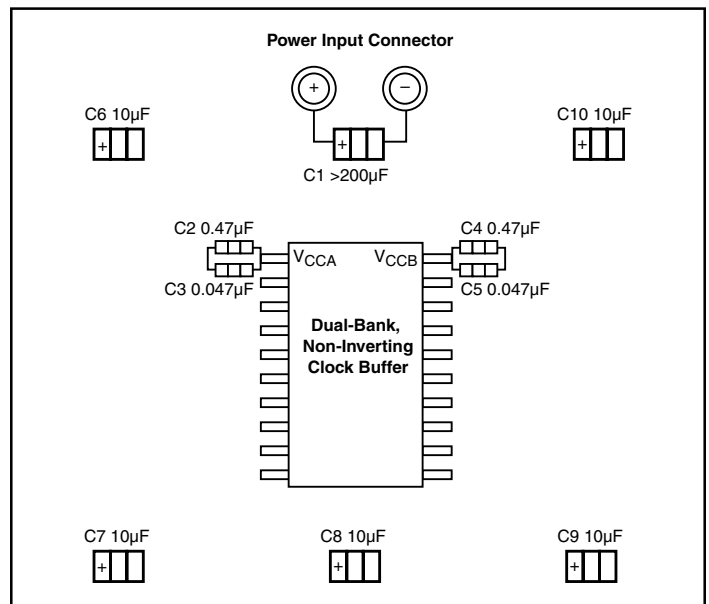 Power Input Connector
+ −
C6 10μF
C10 10μF
+
+
+
C1 >200μF
C2 0.47μF
C4 0.47μF
VCCA
VCCB
C3 0.047μF
C5 0.047μF
Dual-Bank,
Non-Inverting
Clock Buffer
C7 10μF
C8 10μF
C9 10μF
+
+
+